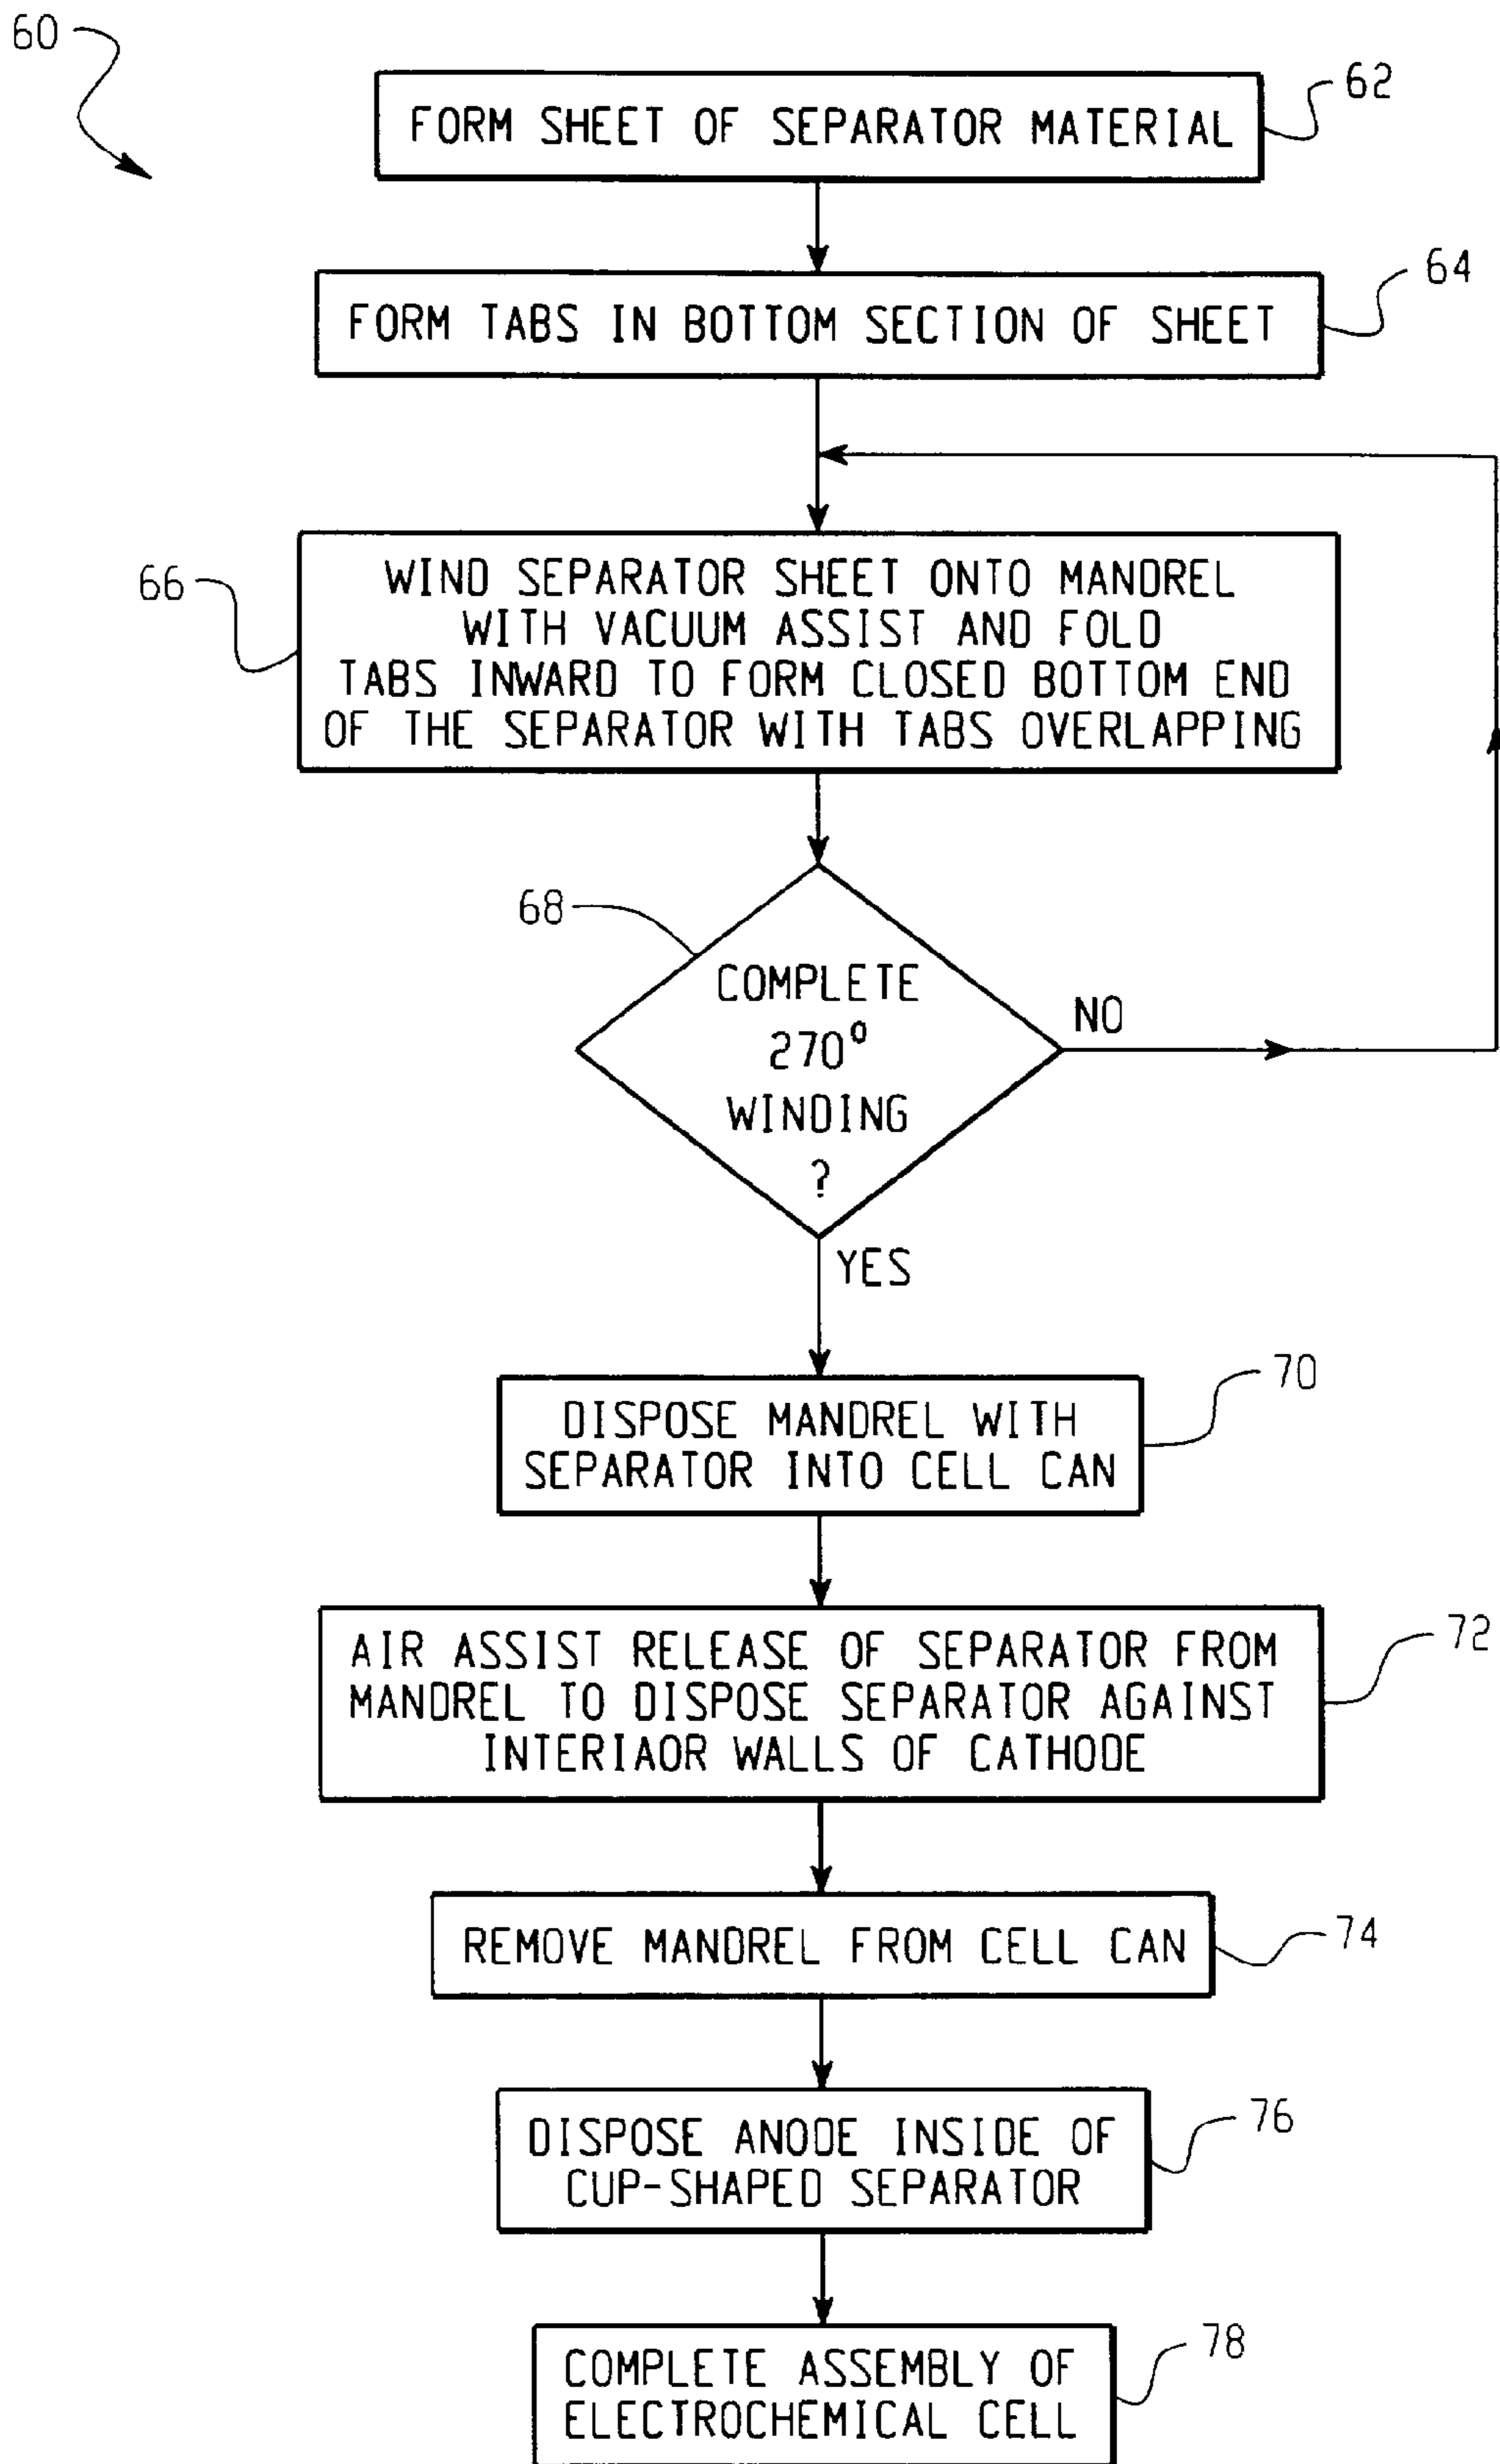 60
FORM SHEET OF SEPARATOR MATERIAL
62
FORM TABS IN BOTTOM SECTION OF SHEET
64
66
WIND SEPARATOR SHEET ONTO MANDREL
WITH VACUUM ASSIST AND FOLD
TABS INWARD TO FORM CLOSED BOTTOM END
OF THE SEPARATOR WITH TABS OVERLAPPING
68
COMPLETE
270°
WINDING
?
NO
YES
70
DISPOSE MANDREL WITH
SEPARATOR INTO CELL CAN
72
AIR ASSIST RELEASE OF SEPARATOR FROM
MANDREL TO DISPOSE SEPARATOR AGAINST
INTERIAOR WALLS OF CATHODE
REMOVE MANDREL FROM CELL CAN
74
DISPOSE ANODE INSIDE OF
CUP-SHAPED SEPARATOR
76
COMPLETE ASSEMBLY OF
ELECTROCHEMICAL CELL
78